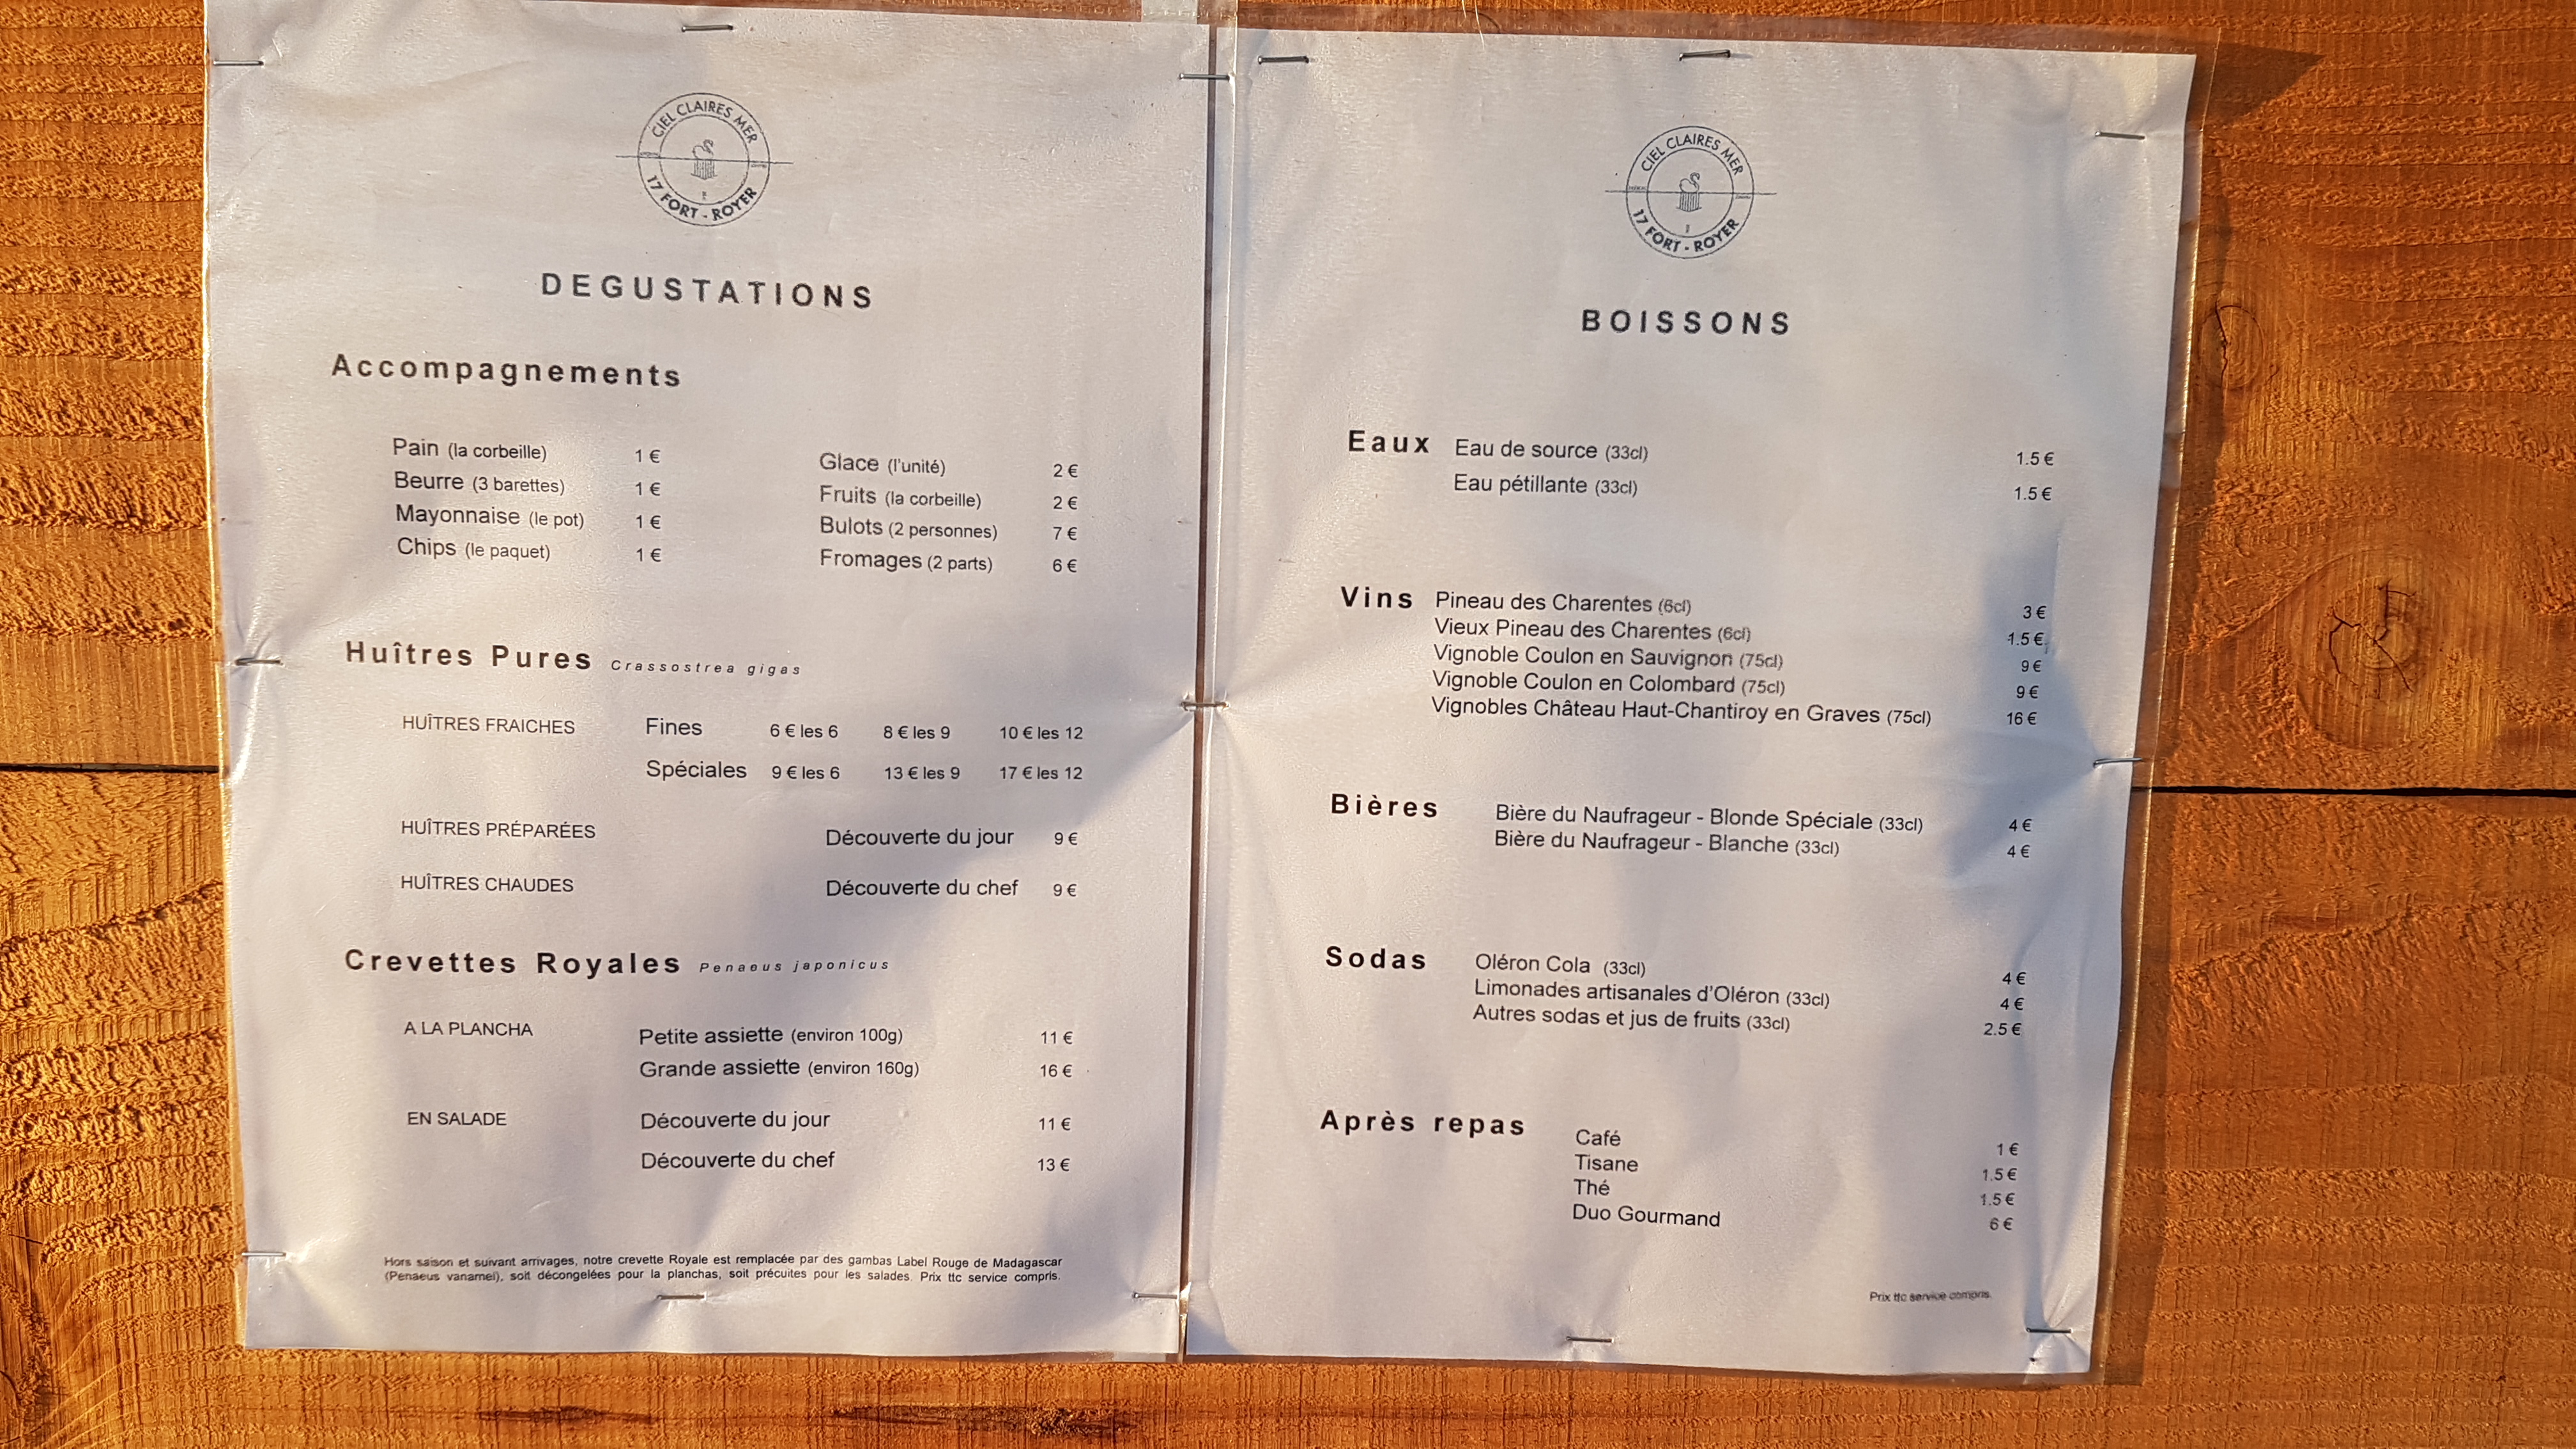 CIEL CLAIRES MER
17 FORT - ROYER
DEGUSTATIONS
Accompagnements
Pain (la corbeille) 1 €
Beurre (3 barettes) 1 €
Mayonnaise (le pot) 1 €
Chips (le paquet) 1 €
Glace (l'unité) 2 €
Fruits (la corbeille) 2 €
Bulots (2 personnes) 7 €
Fromages (2 parts) 6 €
Huîtres Pures Crassostrea gigas
HUÎTRES FRAICHES Fines 6 € les 6 8 € les 9 10 € les 12
Spéciales 9 € les 6 13 € les 9 17 € les 12
HUÎTRES PRÉPARÉES Découverte du jour 9 €
HUÎTRES CHAUDES Découverte du chef 9 €
Crevettes Royales Penaeus japonicus
A LA PLANCHA Petite assiette (environ 100g) 11 €
Grande assiette (environ 160g) 16 €
EN SALADE Découverte du jour 11 €
Découverte du chef 13 €
Hors saison et suivant arrivages, notre crevette Royale est remplacée par des gambas Label Rouge de Madagascar
(Penaeus vanamei), soit décongelées pour la planchas, soit précuites pour les salades. Prix ttc service compris.
CIEL CLAIRES MER
17 FORT - ROYER
BOISSONS
Eaux Eau de source (33cl) 1.5 €
Eau pétillante (33cl) 1.5 €
Vins Pineau des Charentes (6cl) 3 €
Vieux Pineau des Charentes (6cl) 1.5 €
Vignoble Coulon en Sauvignon (75cl) 9 €
Vignoble Coulon en Colombard (75cl) 9 €
Vignobles Château Haut-Chantiroy en Graves (75cl) 16 €
Bières Bière du Naufrageur - Blonde Spéciale (33cl) 4 €
Bière du Naufrageur - Blanche (33cl) 4 €
Sodas Oléron Cola (33cl) 4 €
Limonades artisanales d'Oléron (33cl) 4 €
Autres sodas et jus de fruits (33cl) 2.5 €
Après repas Café 1 €
Tisane 1.5 €
Thé 1.5 €
Duo Gourmand 6 €
Prix ttc service compris.